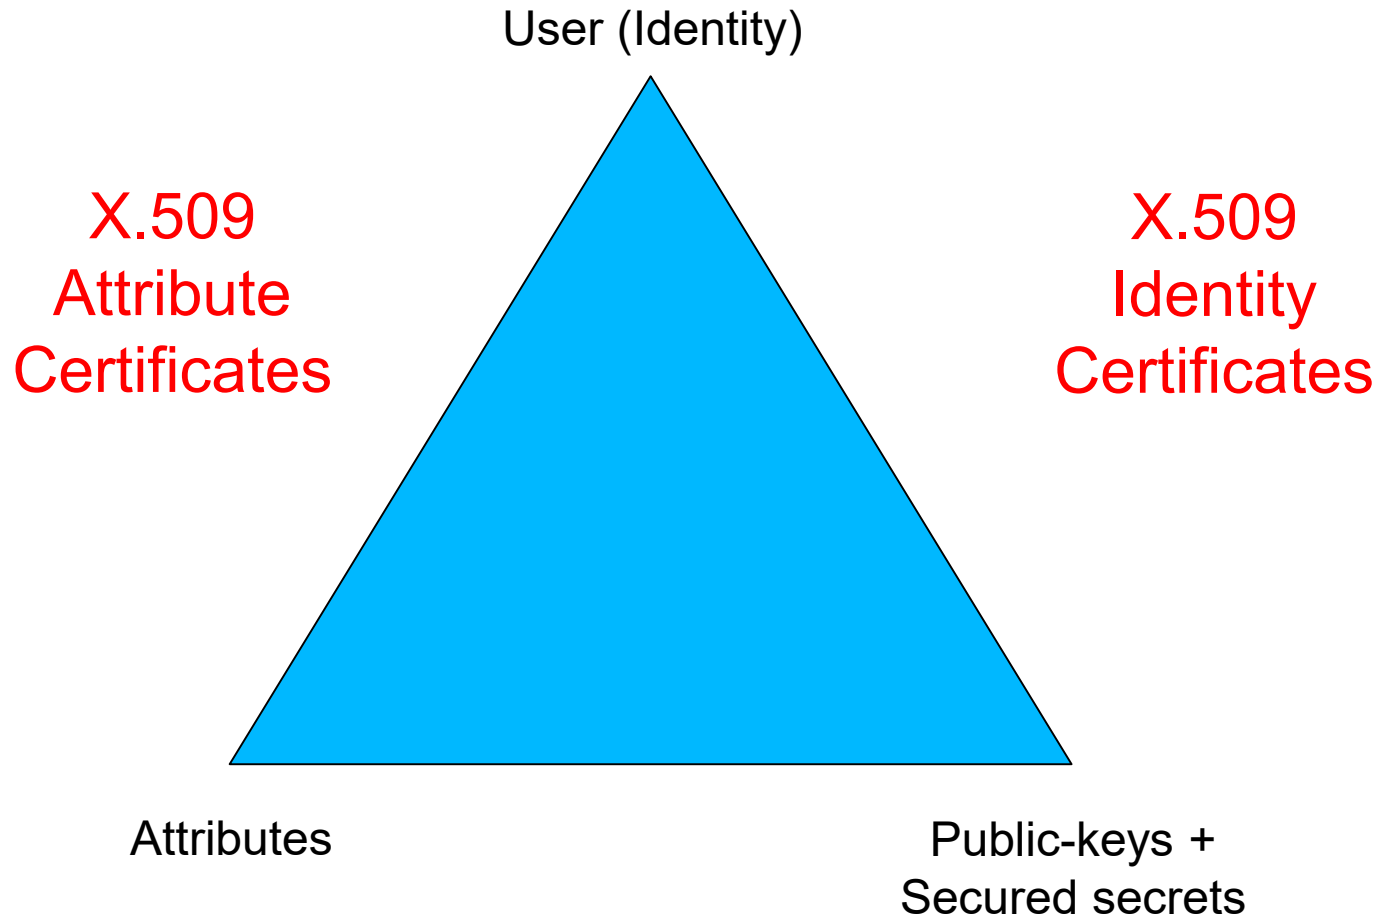 User (Identity)
X.509
Attribute
Certificates
X.509
Identity
Certificates
Attributes
Public-keys +
Secured secrets